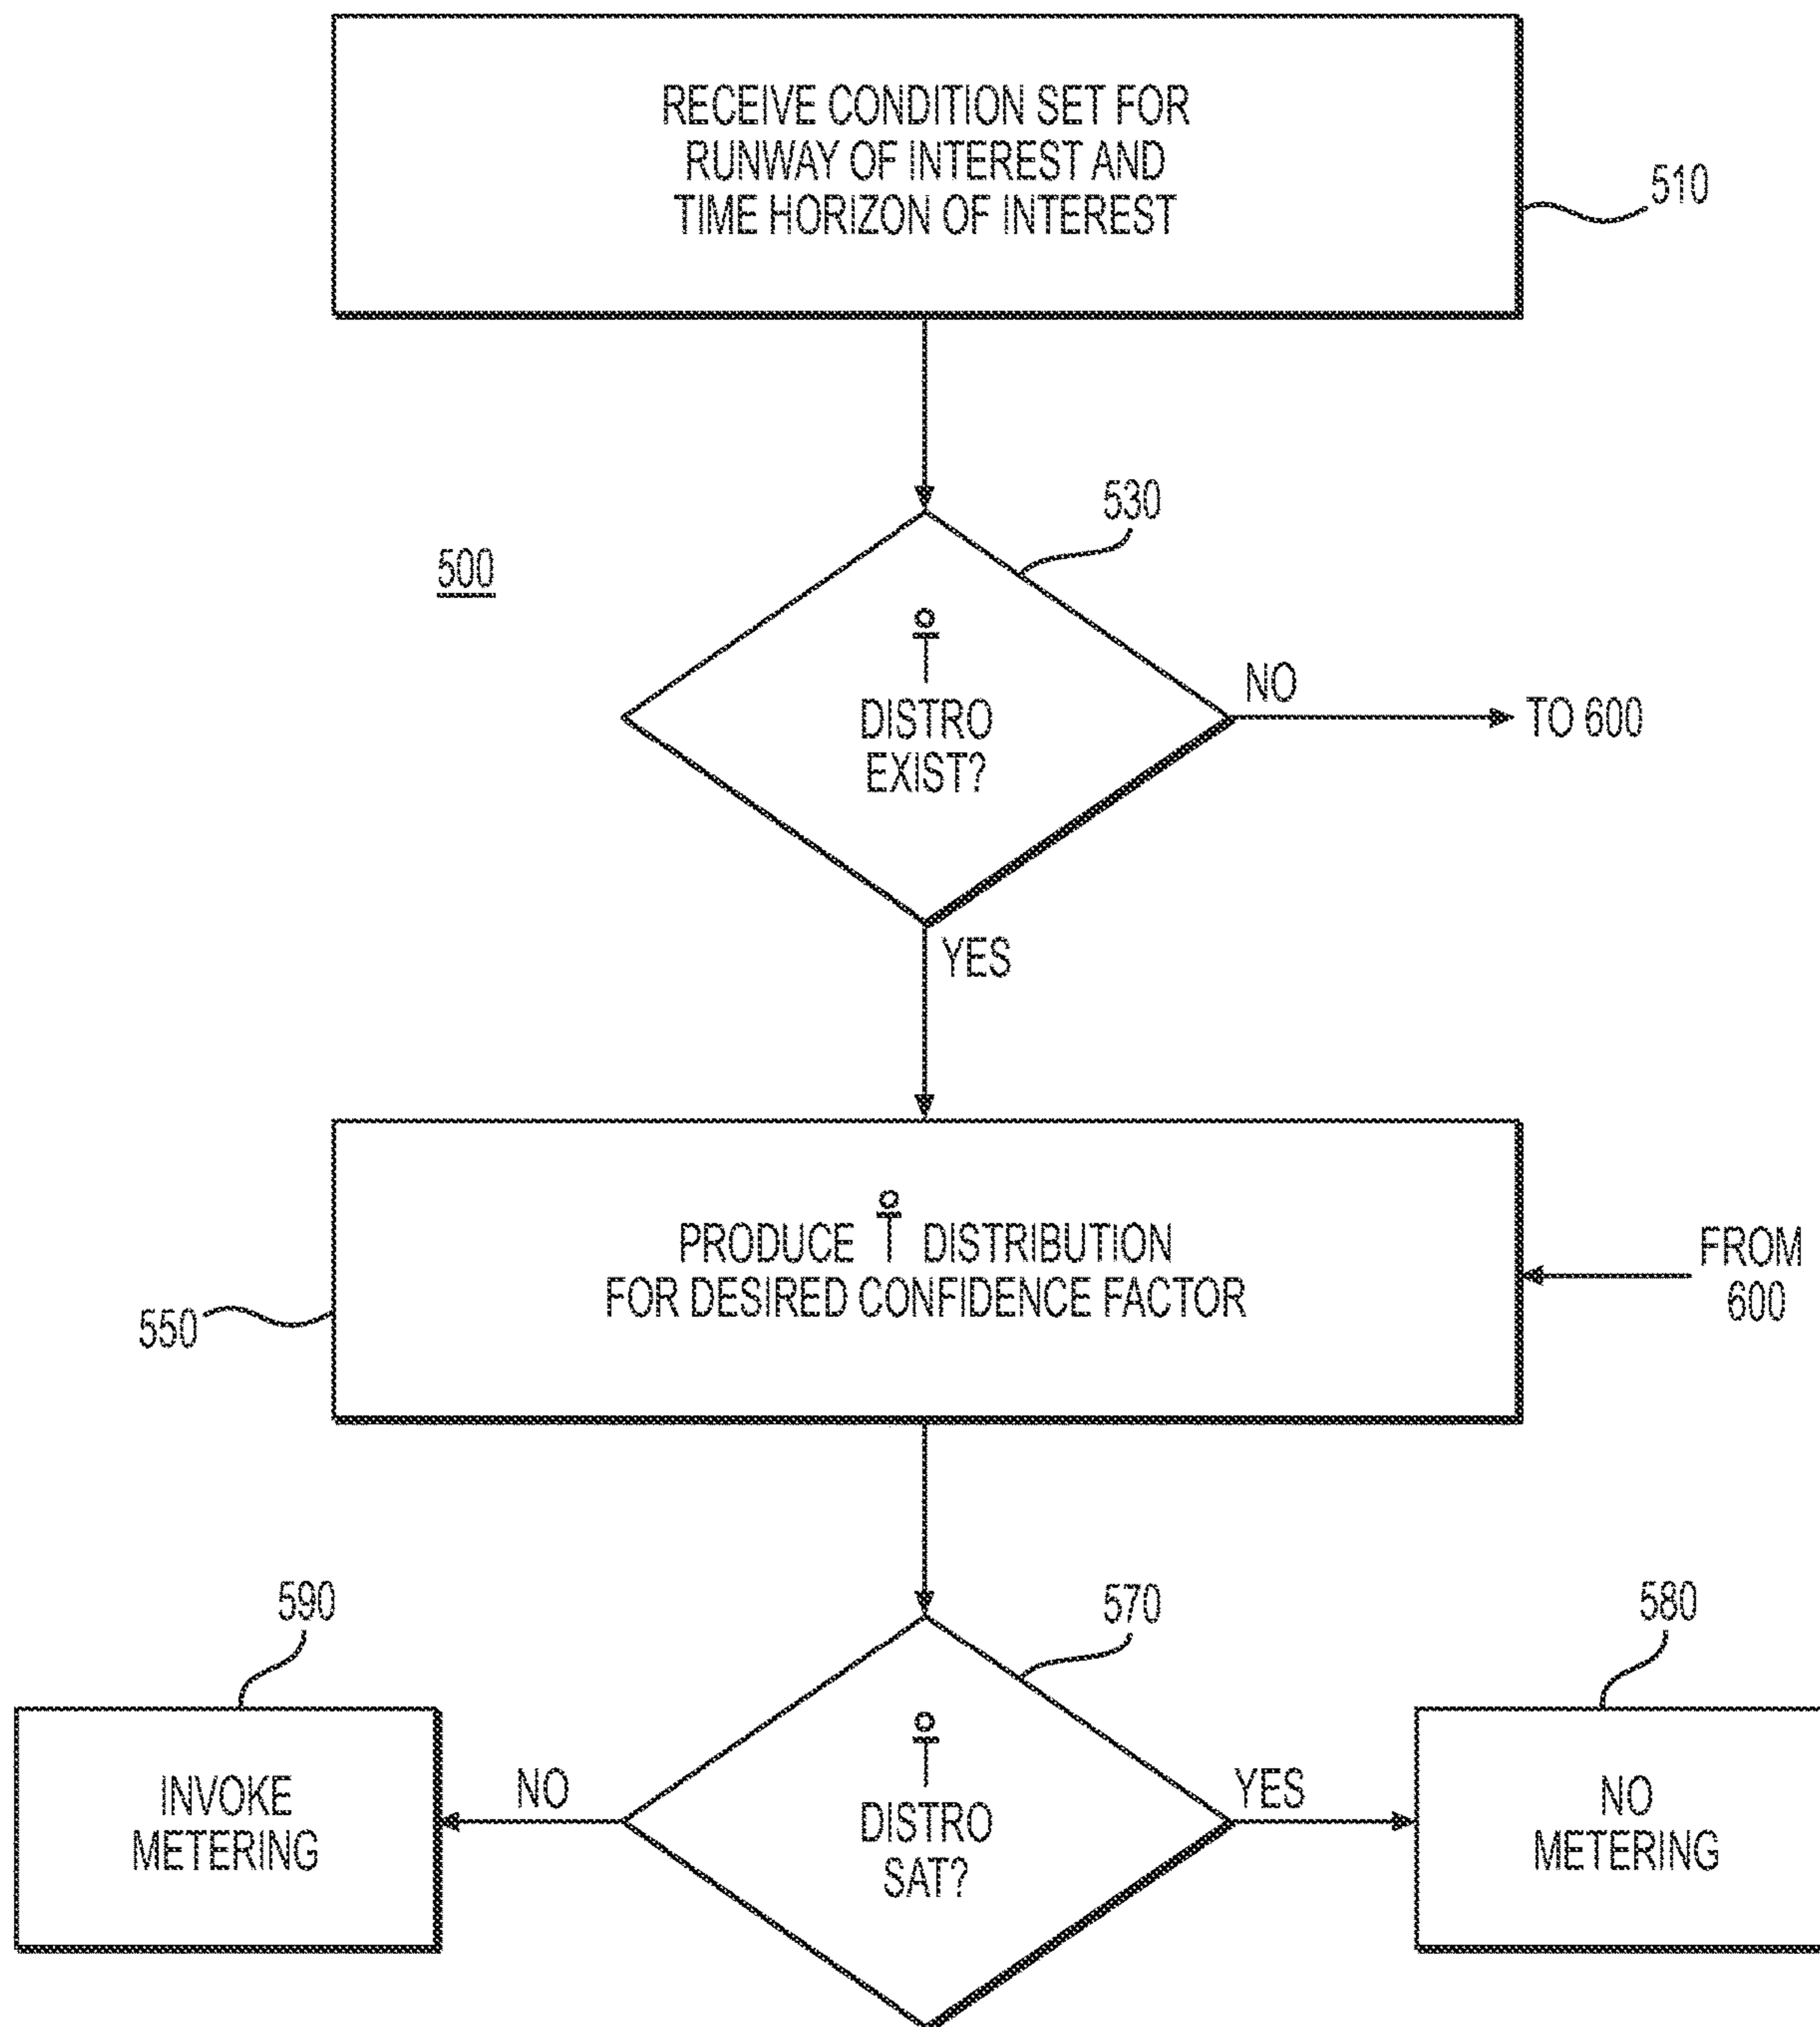 RECEIVE CONDITION SET FOR
RUNWAY OF INTEREST AND
TIME HORIZON OF INTEREST
510
500
530
DISTRO
EXIST?
NO
TO 600
YES
PRODUCE DISTRIBUTION
FOR DESIRED CONFIDENCE FACTOR
550
FROM
600
570
DISTRO
SAT?
NO
YES
590
INVOKE
METERING
580
NO
METERING